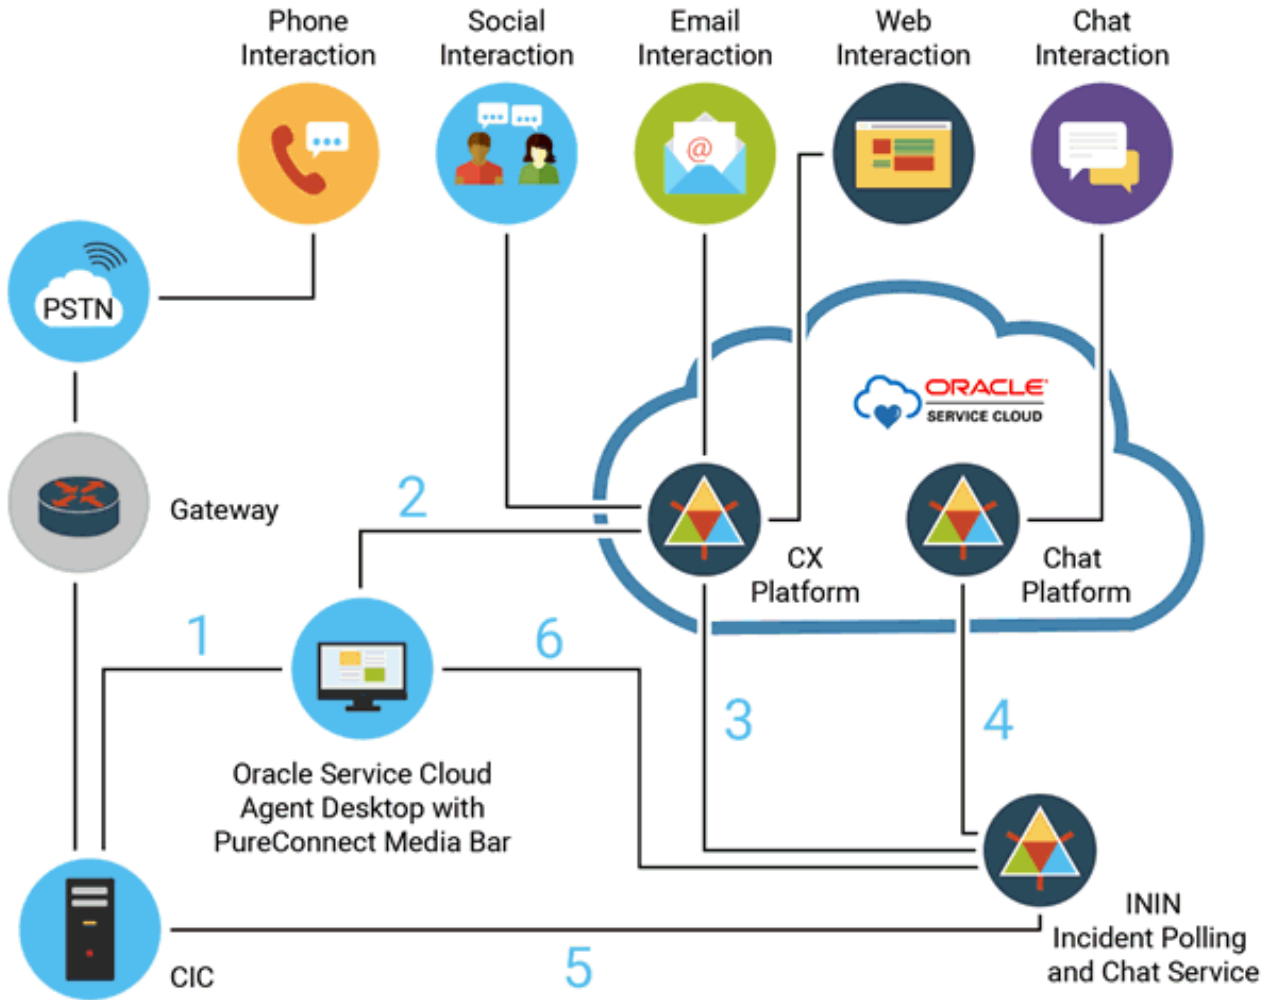 Phone
Interaction
Social
Interaction
Email
Interaction
Web
Interaction
Chat
Interaction
@
PSTN
ORACLE
SERVICE CLOUD
Gateway
2
CX
Platform
Chat
Platform
1
6
3
4
Oracle Service Cloud
Agent Desktop with
PureConnect Media Bar
ININ
Incident Polling
and Chat Service
CIC
5